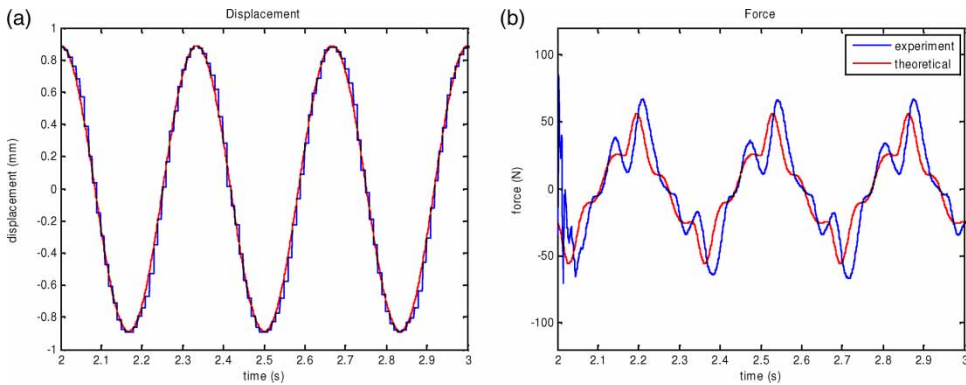 (a)
Displacement
displacement (mm)
1
0.8
0.6
0.4
0.2
0
-0.2
-0.4
-0.6
-0.8
-1
2 2.1 2.2 2.3 2.4 2.5 2.6 2.7 2.8 2.9 3
time (s)
(b)
Force
experiment
theoretical
force (N)
100
50
0
-50
-100
2 2.1 2.2 2.3 2.4 2.5 2.6 2.7 2.8 2.9 3
time (s)